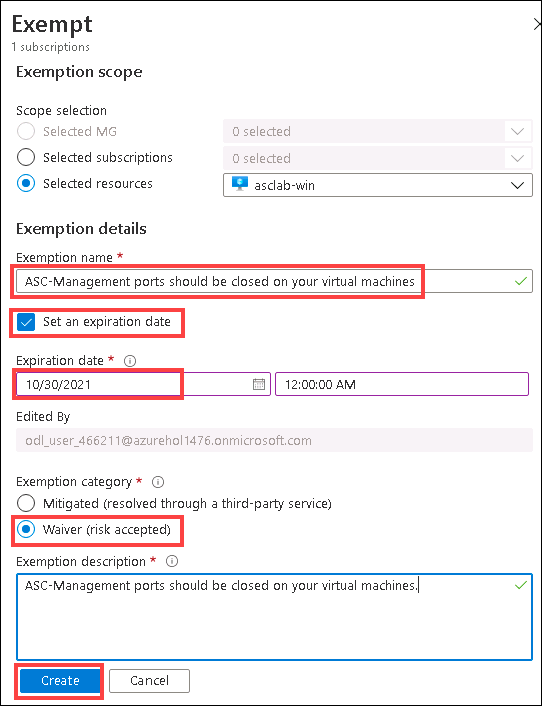 Exempt
1 subscriptions
Exemption scope
Scope selection
Selected MG
0 selected
Selected subscriptions
0 selected
Selected resources
asclab-win
Exemption details
Exemption name *
ASC-Management ports should be closed on your virtual machines
Set an expiration date
Expiration date *
10/30/2021
12:00:00 AM
Edited By
odl_user_466211@azurehol1476.onmicrosoft.com
Exemption category *
Mitigated (resolved through a third-party service)
Waiver (risk accepted)
Exemption description *
ASC-Management ports should be closed on your virtual machines.
Create
Cancel